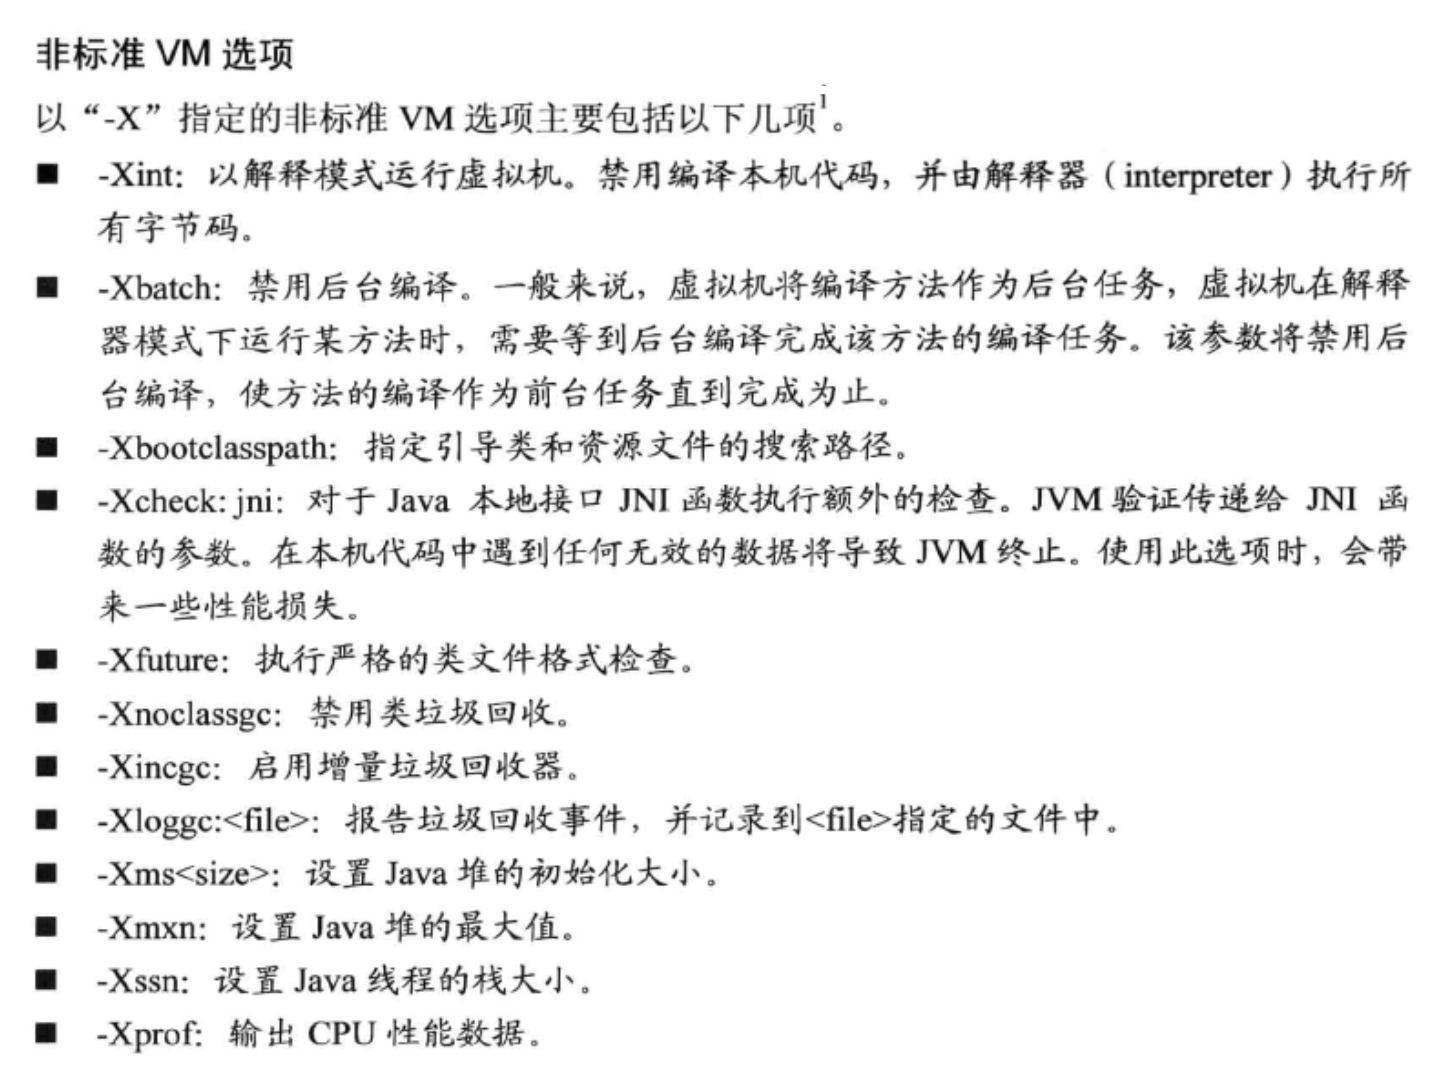 非标准 VM 选项
以“-X”指定的非标准 VM 选项主要包括以下几项1。
■ -Xint：以解释模式运行虚拟机。禁用编译本机代码，并由解释器（interpreter）执行所
有字节码。
■ -Xbatch：禁用后台编译。一般来说，虚拟机将编译方法作为后台任务，虚拟机在解释
器模式下运行某方法时，需要等到后台编译完成该方法的编译任务。该参数将禁用后
台编译，使方法的编译作为前台任务直到完成为止。
■ -Xbootclasspath：指定引导类和资源文件的搜索路径。
■ -Xcheck: jni：对于 Java 本地接口 JNI 函数执行额外的检查。JVM 验证传递给 JNI 函
数的参数。在本机代码中遇到任何无效的数据将导致 JVM 终止。使用此选项时，会带
来一些性能损失。
■ -Xfuture：执行严格的类文件格式检查。
■ -Xnoclassgc：禁用类垃圾回收。
■ -Xincgc：启用增量垃圾回收器。
■ -Xloggc:<file>：报告垃圾回收事件，并记录到<file>指定的文件中。
■ -Xms<size>：设置 Java 堆的初始化大小。
■ -Xmxn：设置 Java 堆的最大值。
■ -Xssn：设置 Java 线程的栈大小。
■ -Xprof：输出 CPU 性能数据。